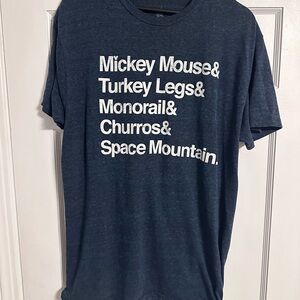 Mickey Mouse&
Turkey Legs&
Monorail&
Churros&
Space Mountain.